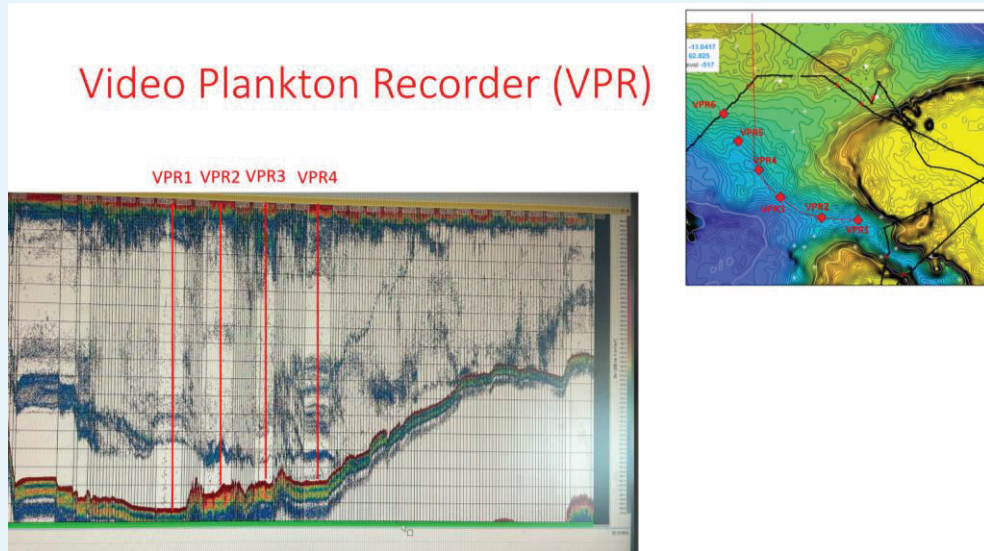 Video Plankton Recorder (VPR)
VPR1 VPR2 VPR3 VPR4
-11.0417
62.825
evel -517
VPR6
VPR5
VPR4
VPR3
VPR2
VPR1